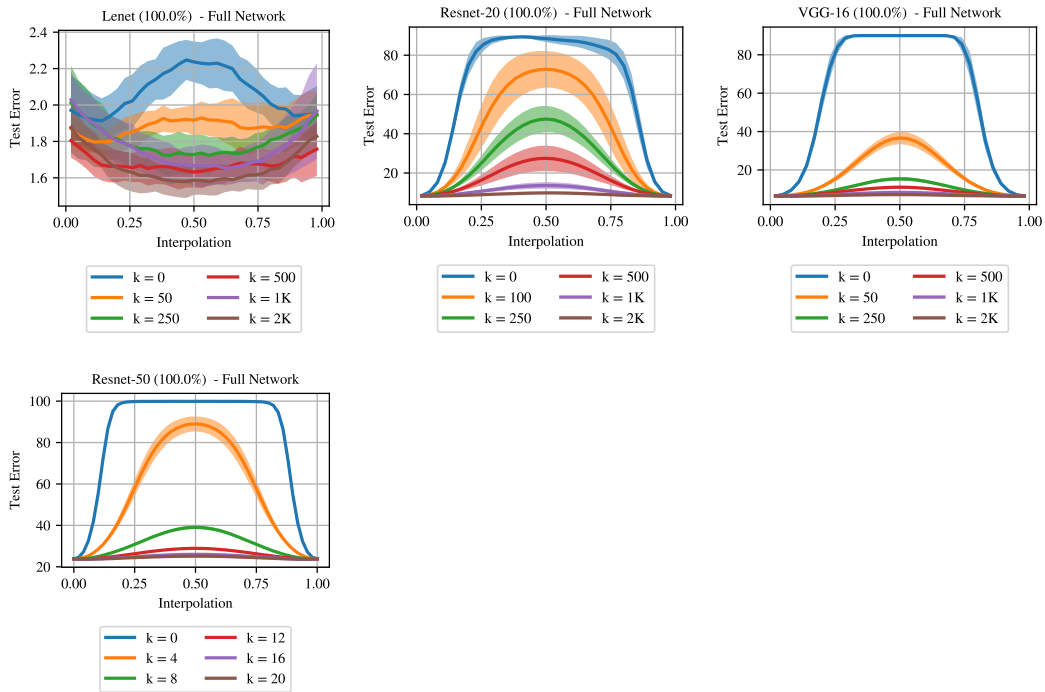 Lenet (100.0%) - Full Network
Test Error
2.4
2.2
2.0
1.8
1.6
0.00 0.25 0.50 0.75 1.00
Interpolation
k = 0 k = 500
k = 50 k = 1K
k = 250 k = 2K
Resnet-20 (100.0%) - Full Network
Test Error
80
60
40
20
0.00 0.25 0.50 0.75 1.00
Interpolation
k = 0 k = 500
k = 100 k = 1K
k = 250 k = 2K
VGG-16 (100.0%) - Full Network
Test Error
80
60
40
20
0.00 0.25 0.50 0.75 1.00
Interpolation
k = 0 k = 500
k = 50 k = 1K
k = 250 k = 2K
Resnet-50 (100.0%) - Full Network
Test Error
100
80
60
40
20
0.00 0.25 0.50 0.75 1.00
Interpolation
k = 0 k = 12
k = 4 k = 16
k = 8 k = 20